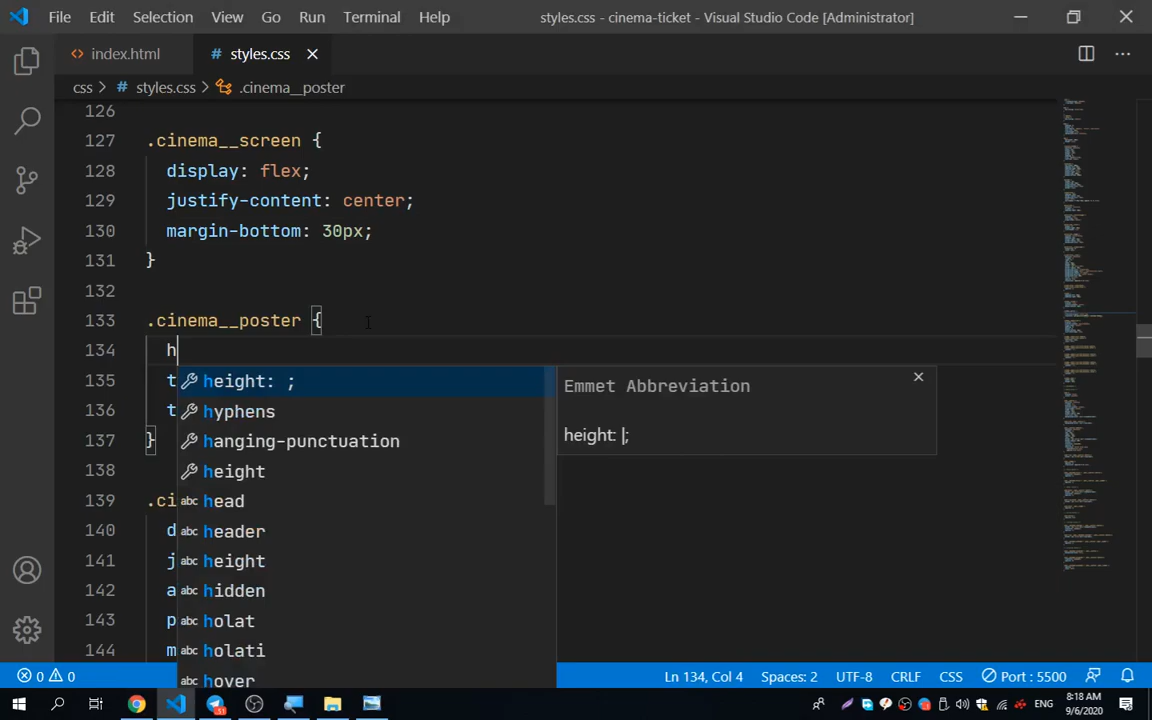 File Edit Selection View Go Run Terminal Help styles.css - cinema-ticket - Visual Studio Code [Administrator]
<> index.html # styles.css
css > # styles.css > .cinema__poster
126
127 .cinema__screen {
128 display: flex;
129 justify-content: center;
130 margin-bottom: 30px;
131 }
132
133 .cinema__poster {
134 h
135 t height: ; Emmet Abbreviation
136 t hyphens
height: |;
137 } hanging-punctuation
138 height
139 .ci abc head
140 d abc header
141 j abc height
142 a abc hidden
143 p abc holat
144 m abc holati
abc hover
0 0 Ln 134, Col 4 Spaces: 2 UTF-8 CRLF CSS Port : 5500
ENG 8:18 AM
9/6/2020